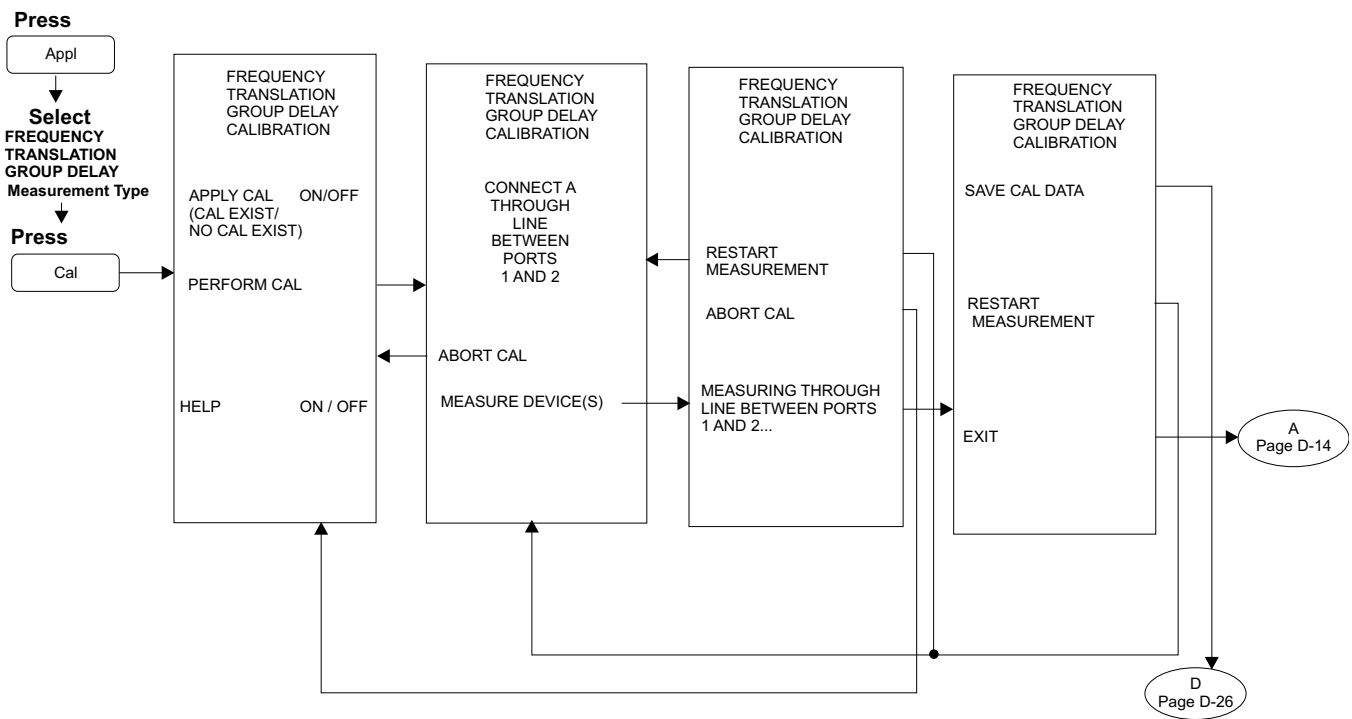 Press
Appl
Select
FREQUENCY
TRANSLATION
GROUP DELAY
Measurement Type
Press
Cal
FREQUENCY
TRANSLATION
GROUP DELAY
CALIBRATION
APPLY CAL ON/OFF
(CAL EXIST/
NO CAL EXIST)
PERFORM CAL
HELP ON / OFF
FREQUENCY
TRANSLATION
GROUP DELAY
CALIBRATION
CONNECT A
THROUGH
LINE
BETWEEN
PORTS
1 AND 2
ABORT CAL
MEASURE DEVICE(S)
FREQUENCY
TRANSLATION
GROUP DELAY
CALIBRATION
RESTART
MEASUREMENT
ABORT CAL
MEASURING THROUGH
LINE BETWEEN PORTS
1 AND 2...
FREQUENCY
TRANSLATION
GROUP DELAY
CALIBRATION
SAVE CAL DATA
RESTART
MEASUREMENT
EXIT
A
Page D-14
D
Page D-26